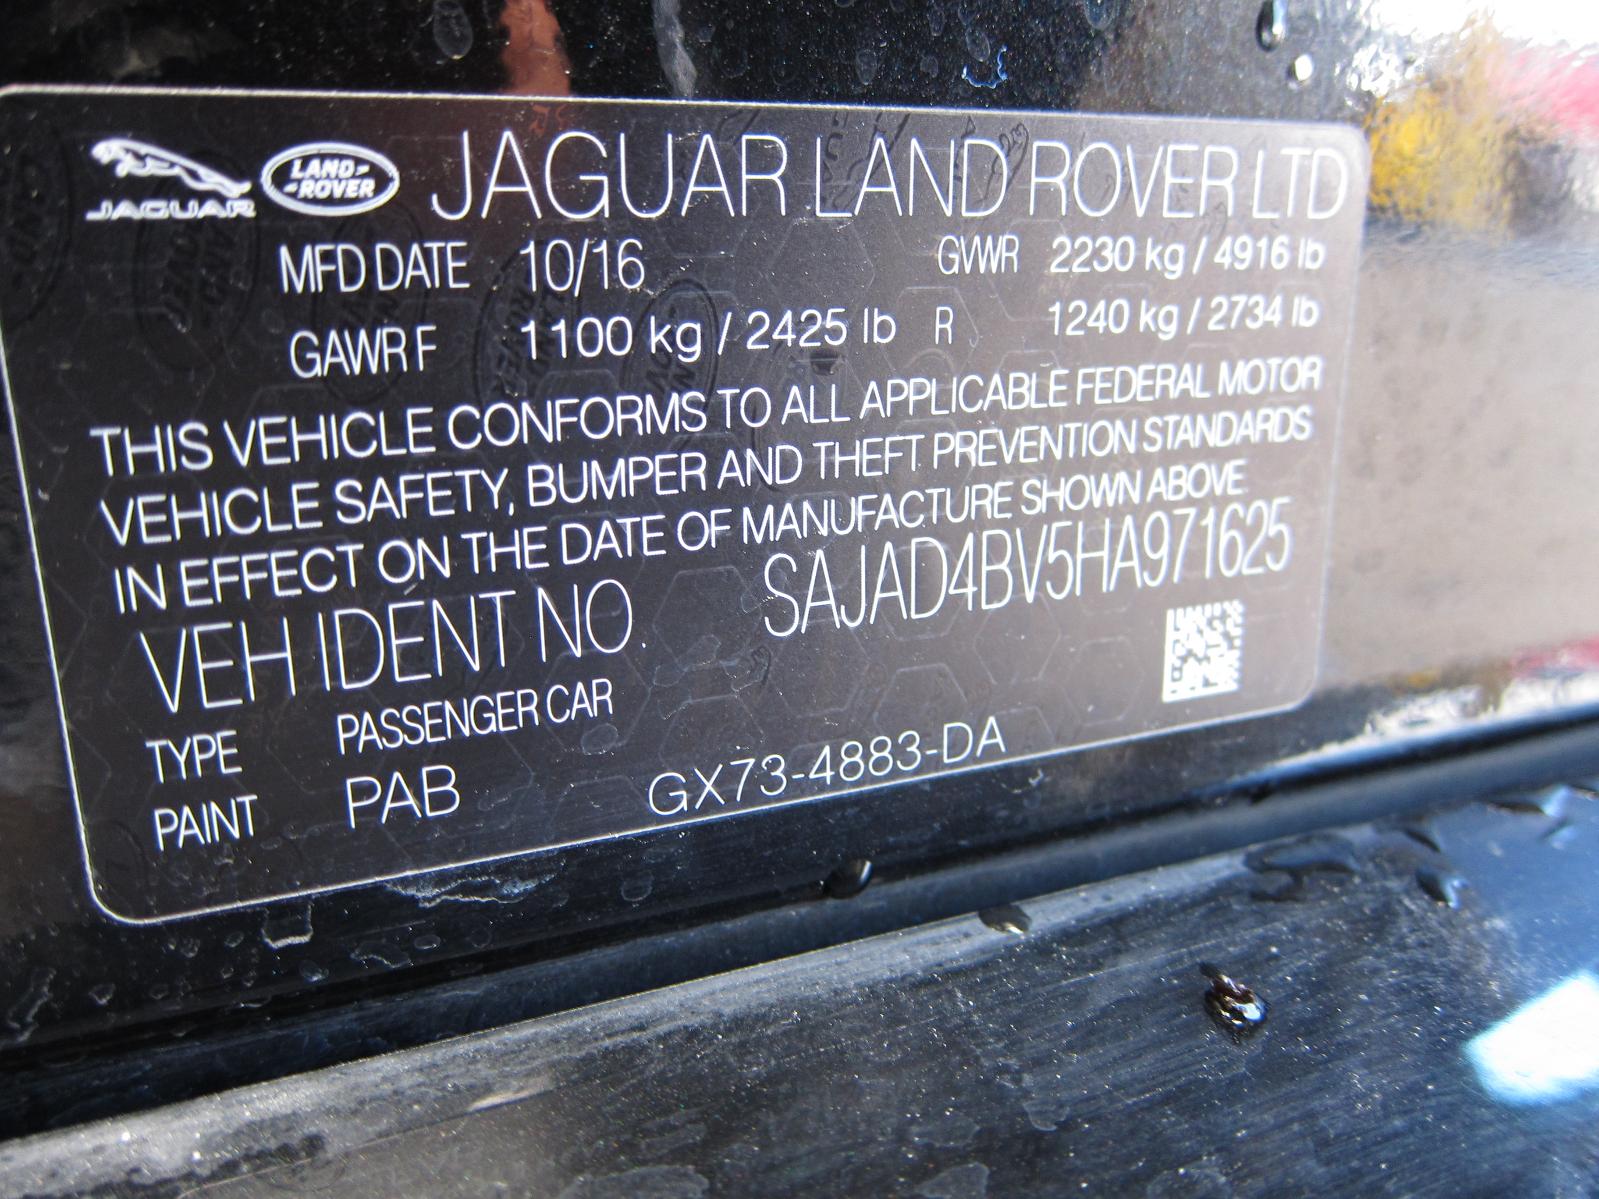 JAGUAR LAND ROVER JAGUAR LAND ROVER LTD
MFD DATE 10/16 GVWR 2230 kg / 4916 lb
GAWR F 1100 kg / 2425 lb R 1240 kg / 2734 lb
THIS VEHICLE CONFORMS TO ALL APPLICABLE FEDERAL MOTOR
VEHICLE SAFETY, BUMPER AND THEFT PREVENTION STANDARDS
IN EFFECT ON THE DATE OF MANUFACTURE SHOWN ABOVE
VEH IDENT NO. SAJAD4BV5HA971625
TYPE PASSENGER CAR
PAINT PAB GX73-4883-DA